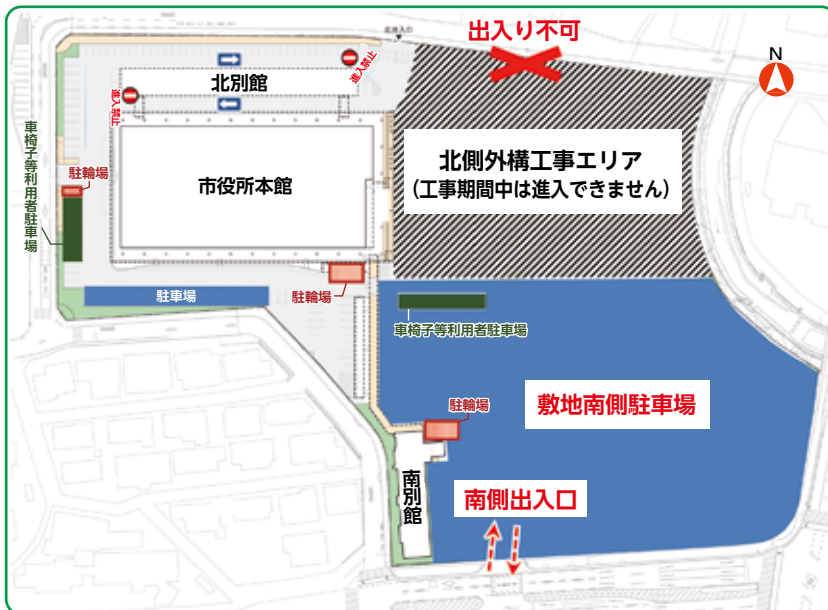 北出入口
出入り不可
N
進入禁止
北別館
進入禁止
北側外構工事エリア
（工事期間中は進入できません）
車椅子等利用者駐車場
駐輪場
市役所本館
駐車場
駐輪場
車椅子等利用者駐車場
敷地南側駐車場
駐輪場
南別館
南側出入口